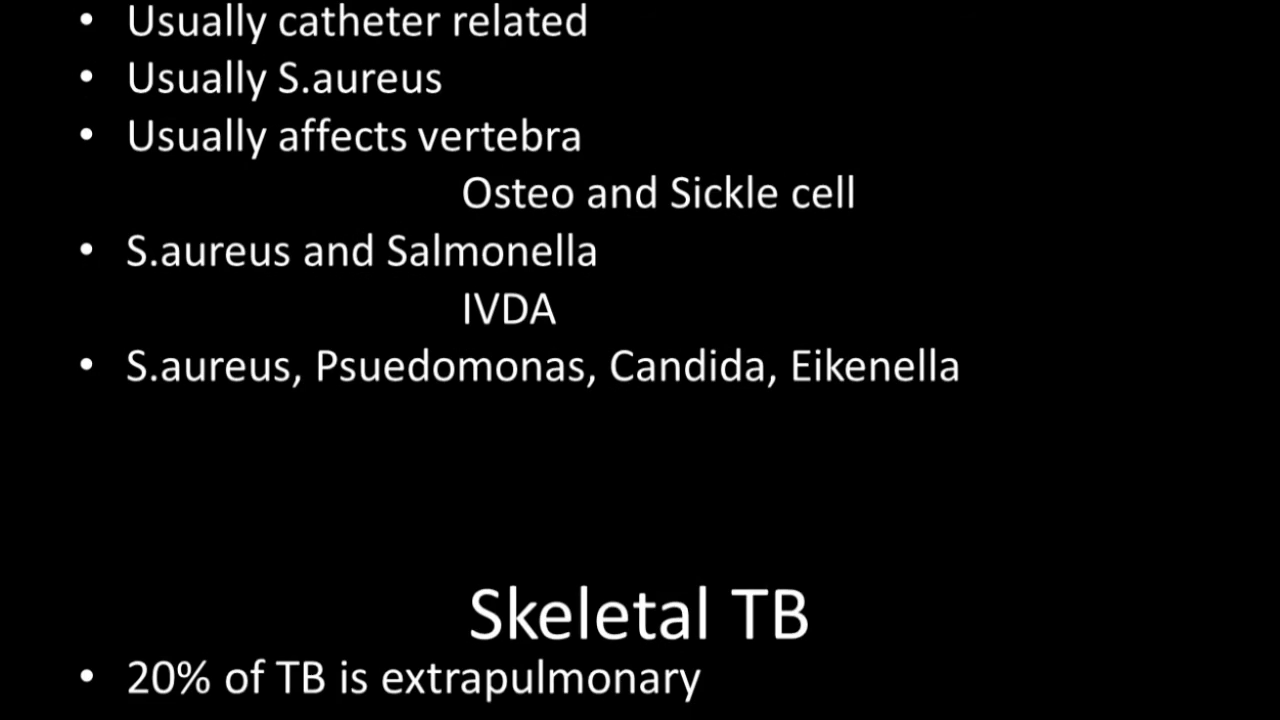 • Usually catheter related
• Usually S.aureus
• Usually affects vertebra
Osteo and Sickle cell
• S.aureus and Salmonella
IVDA
• S.aureus, Psuedomonas, Candida, Eikenella
Skeletal TB
• 20% of TB is extrapulmonary